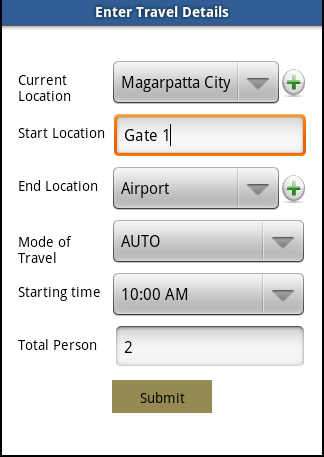 Enter Travel Details
Current Location
Magarpatta City
Start Location
Gate 1
End Location
Airport
Mode of Travel
AUTO
Starting time
10:00 AM
Total Person
2
Submit